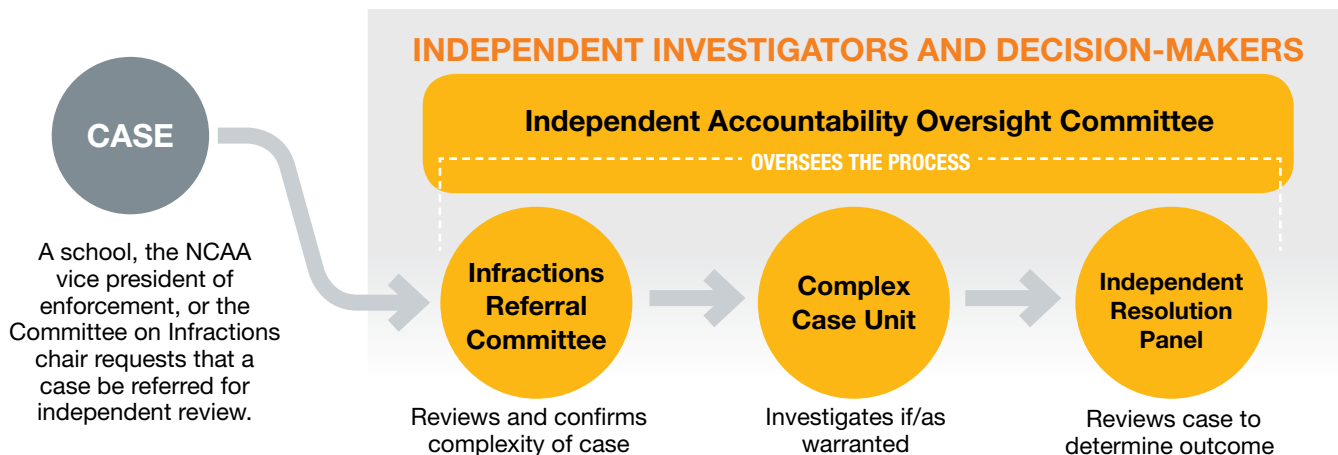 INDEPENDENT INVESTIGATORS AND DECISION-MAKERS
Independent Accountability Oversight Committee
OVERSEES THE PROCESS
CASE
A school, the NCAA
vice president of
enforcement, or the
Committee on Infractions
chair requests that a
case be referred for
independent review.
Infractions
Referral
Committee
Reviews and confirms
complexity of case
Complex
Case Unit
Investigates if/as
warranted
Independent
Resolution
Panel
Reviews case to
determine outcome